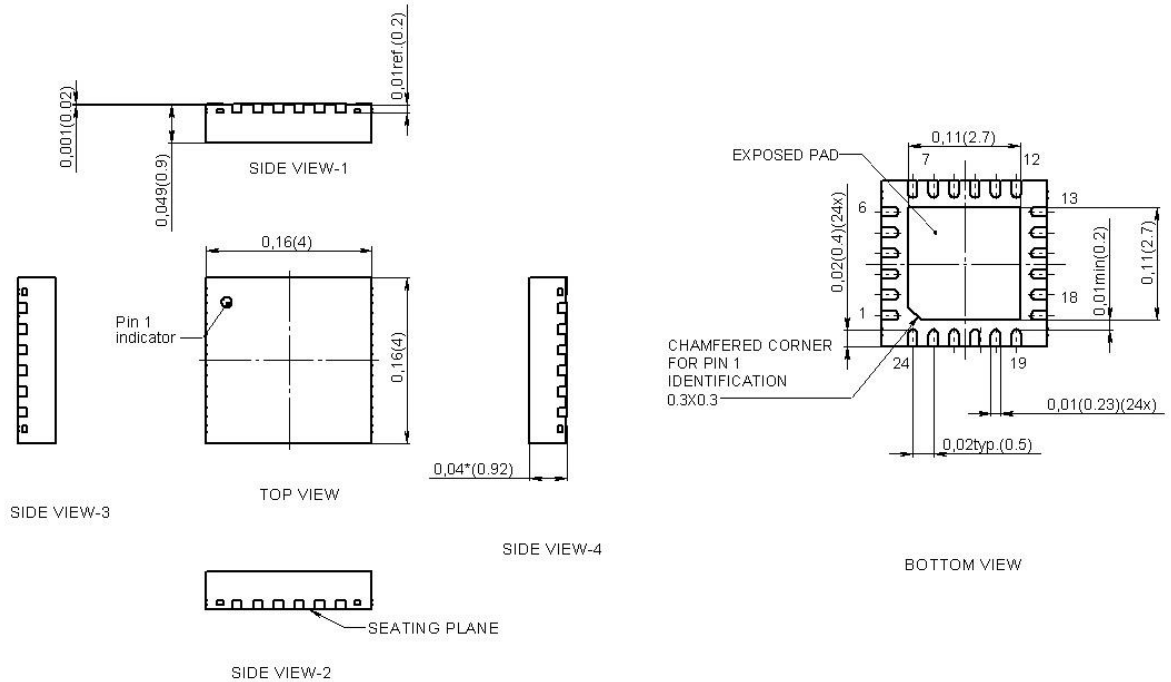 0,001(0.02)
0,049(0.9)
0,01ref.(0.2)
SIDE VIEW-1
0,16(4)
Pin 1
indicator
0,16(4)
TOP VIEW
SIDE VIEW-3
0,04*(0.92)
SIDE VIEW-4
SEATING PLANE
SIDE VIEW-2
0,11(2.7)
EXPOSED PAD
7
12
6
13
0,02(0.4)(24x)
0,01min(0.2)
0,11(2.7)
1
18
CHAMFERED CORNER
FOR PIN 1
IDENTIFICATION
0.3X0.3
24
19
0,01(0.23)(24x)
0,02typ.(0.5)
BOTTOM VIEW